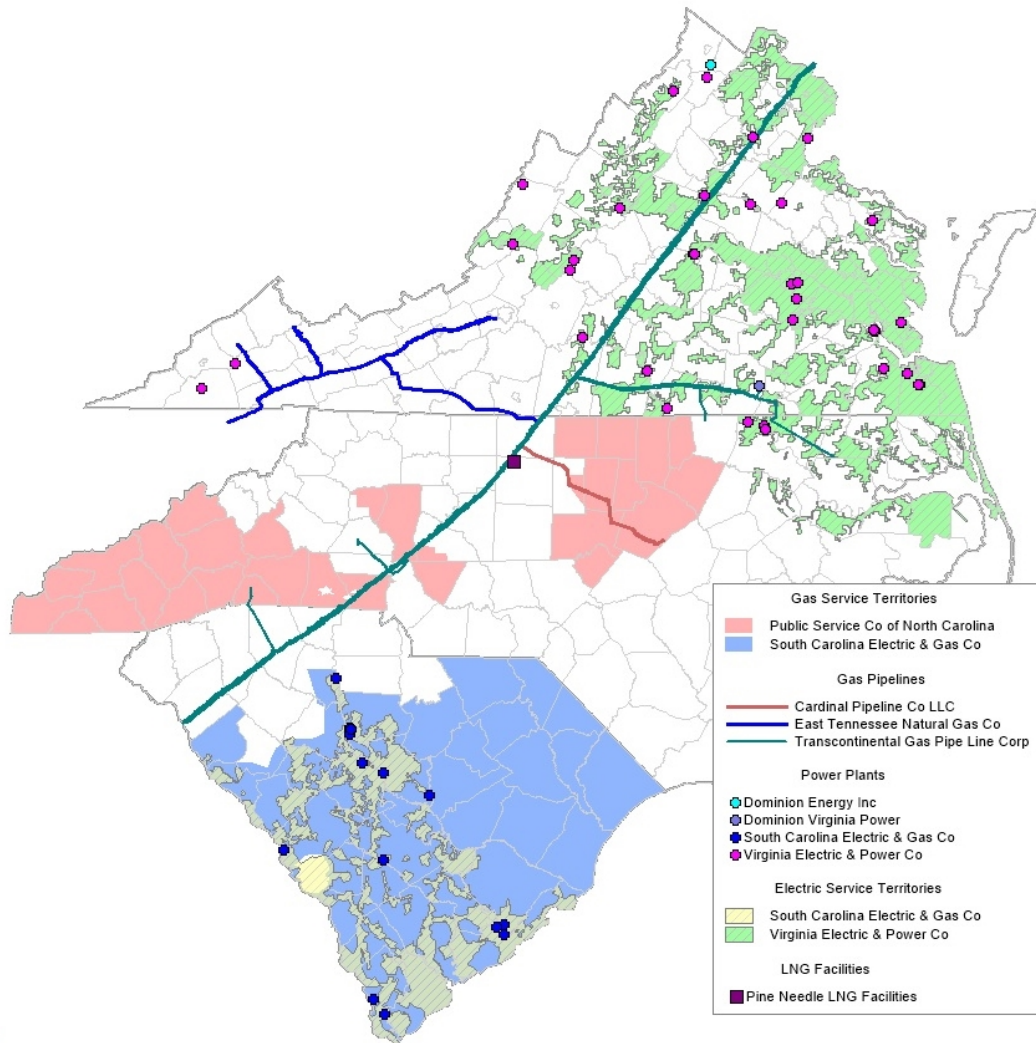 Gas Service Territories
Public Service Co of North Carolina
South Carolina Electric & Gas Co
Gas Pipelines
Cardinal Pipeline Co LLC
East Tennessee Natural Gas Co
Transcontinental Gas Pipe Line Corp
Power Plants
Dominion Energy Inc
Dominion Virginia Power
South Carolina Electric & Gas Co
Virginia Electric & Power Co
Electric Service Territories
South Carolina Electric & Gas Co
Virginia Electric & Power Co
LNG Facilities
Pine Needle LNG Facilities